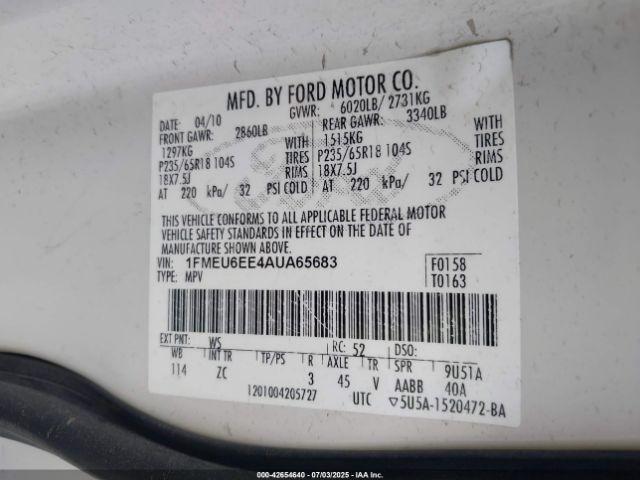 MFD. BY FORD MOTOR CO.
04/10 GVWR: 6020LB/ 2731KG
FRONT GAWR: 2860LB REAR GAWR: 3340LB
1297KG WITH 1515KG WITH
P235/65R18 104S TIRES P235/65R18 104S TIRES
18X7.5J RIMS 18X7.5J RIMS
AT 220 kPa/ 32 PSI COLD AT 220 kPa/ 32 PSI COLD
THIS VEHICLE CONFORMS TO ALL APPLICABLE FEDERAL MOTOR
VEHICLE SAFETY STANDARDS IN EFFECT ON THE DATE OF
MANUFACTURE SHOWN ABOVE.
VIN: 1FMEU6EE4AUA65683 F0158
TYPE: MPV T0163
EXT PNT: WS RC: 52 DSO:
WB INT TR TP/PS R AXLE TR SPR 9U51A
114 ZC 3 45 V AABB 40A
1201004205727 UTC ▽5U5A-1520472-BA
000-42654640 - 07/03/2025 - IAAI.COM